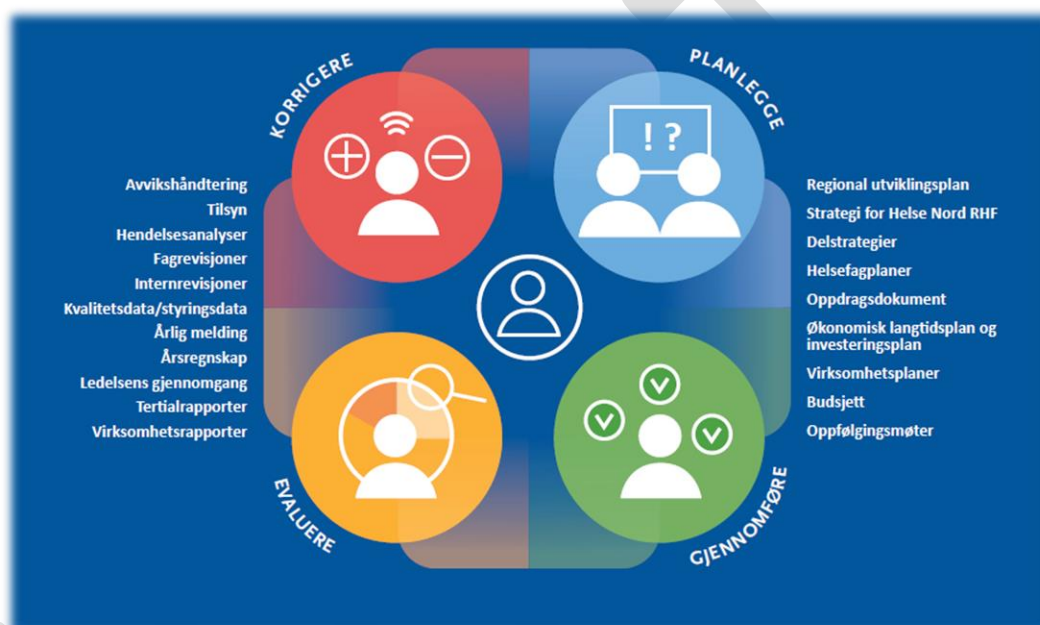 KORRIGERE
PLANLEGGE
! ?
Avvikshåndtering
Tilsyn
Hendelsesanalyser
Fagrevisjoner
Internrevisjoner
Kvalitetsdata/styringsdata
Årlig melding
Årsregnskap
Ledelsens gjennomgang
Tertialrapporter
Virksomhetsrapporter
Regional utviklingsplan
Strategi for Helse Nord RHF
Delstrategier
Helsefagplaner
Oppdragsdokument
Økonomisk langtidsplan og
investeringsplan
Virksomhetsplaner
Budsjett
Oppfølgingsmøter
EVALUERE
GJENNOMFØRE